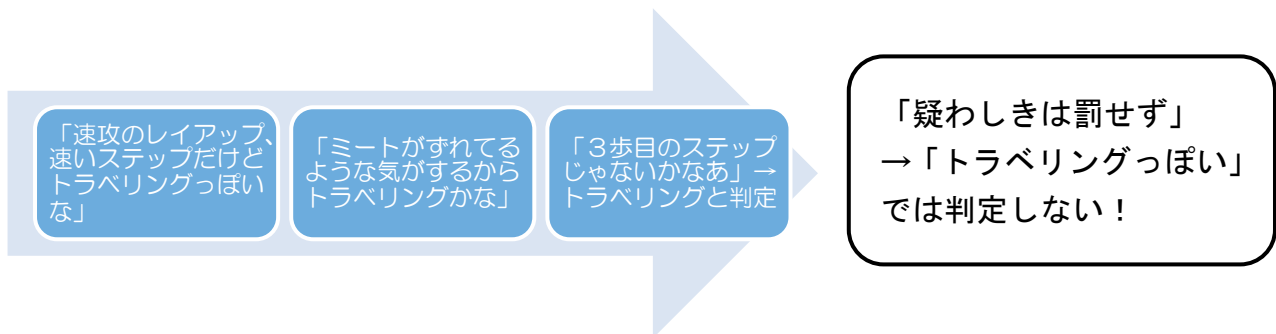 「速攻のレイアップ、
速いステップだけど
トラベリングっぽい
な」
「ミートがずれてる
ような気がするから
トラベリングかな」
「３歩目のステップ
じゃないかなあ」→
トラベリングと判定
「疑わしきは罰せず」
→「トラベリングっぽい」
では判定しない！